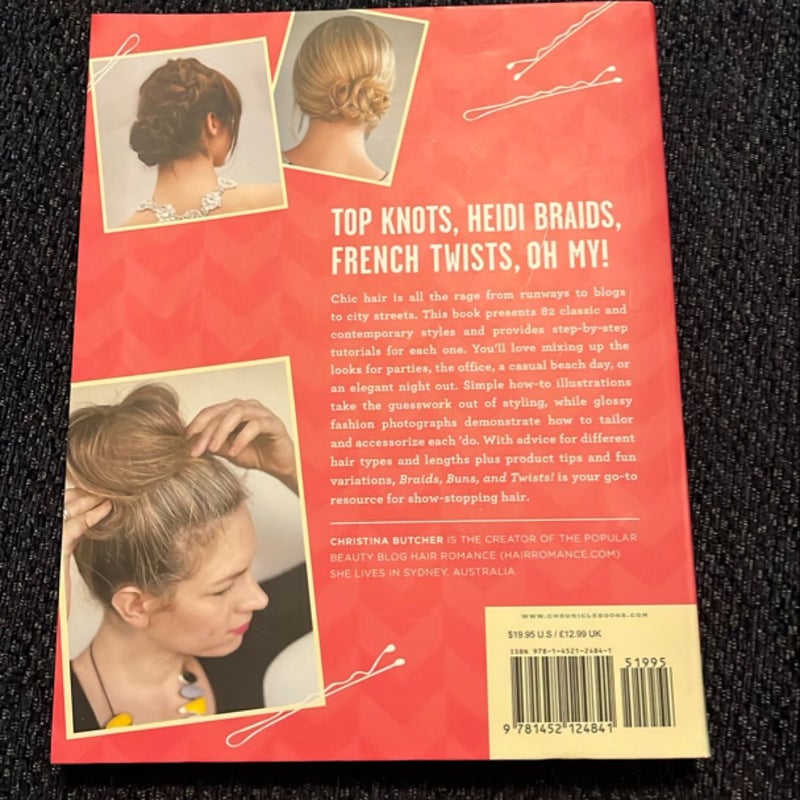 TOP KNOTS, HEIDI BRAIDS,
FRENCH TWISTS, OH MY!
Chic hair is all the rage from runways to blogs
to city streets. This book presents 82 classic and
contemporary styles and provides step-by-step
tutorials for each one. You'll love mixing up the
looks for parties, the office, a casual beach day, or
an elegant night out. Simple how-to illustrations
take the guesswork out of styling, while glossy
fashion photographs demonstrate how to tailor
and accessorize each 'do. With advice for different
hair types and lengths plus product tips and fun
variations, Braids, Buns, and Twists! is your go-to
resource for show-stopping hair.
CHRISTINA BUTCHER IS THE CREATOR OF THE POPULAR
BEAUTY BLOG HAIR ROMANCE (HAIRROMANCE.COM)
SHE LIVES IN SYDNEY, AUSTRALIA.
WWW.CHRONICLEBOOKS.COM
$19.95 U.S / £12.99 UK
ISBN 978-1-4521-2484-1
51995
9 781452 124841